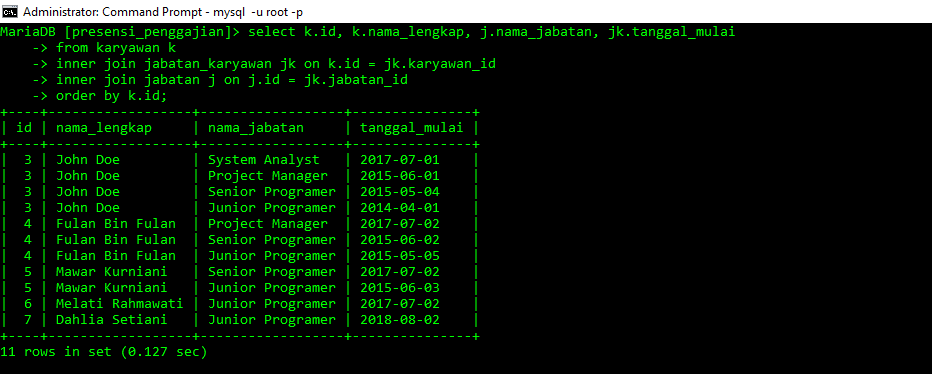 Administrator: Command Prompt - mysql -u root -p
MariaDB [presensi_penggajian]> select k.id, k.nama_lengkap, j.nama_jabatan, jk.tanggal_mulai
    -> from karyawan k
    -> inner join jabatan_karyawan jk on k.id = jk.karyawan_id
    -> inner join jabatan j on j.id = jk.jabatan_id
    -> order by k.id;
+----+------------------+-------------------+---------------+
| id | nama_lengkap     | nama_jabatan      | tanggal_mulai |
+----+------------------+-------------------+---------------+
|  3 | John Doe         | System Analyst    | 2017-07-01    |
|  3 | John Doe         | Project Manager   | 2015-06-01    |
|  3 | John Doe         | Senior Programer  | 2015-05-04    |
|  3 | John Doe         | Junior Programer  | 2014-04-01    |
|  4 | Fulan Bin Fulan  | Project Manager   | 2017-07-02    |
|  4 | Fulan Bin Fulan  | Senior Programer  | 2015-06-02    |
|  4 | Fulan Bin Fulan  | Junior Programer  | 2015-05-05    |
|  5 | Mawar Kurniani   | Senior Programer  | 2017-07-02    |
|  5 | Mawar Kurniani   | Junior Programer  | 2015-06-03    |
|  6 | Melati Rahmawati | Junior Programer  | 2017-07-02    |
|  7 | Dahlia Setiani   | Junior Programer  | 2018-08-02    |
+----+------------------+-------------------+---------------+
11 rows in set (0.127 sec)